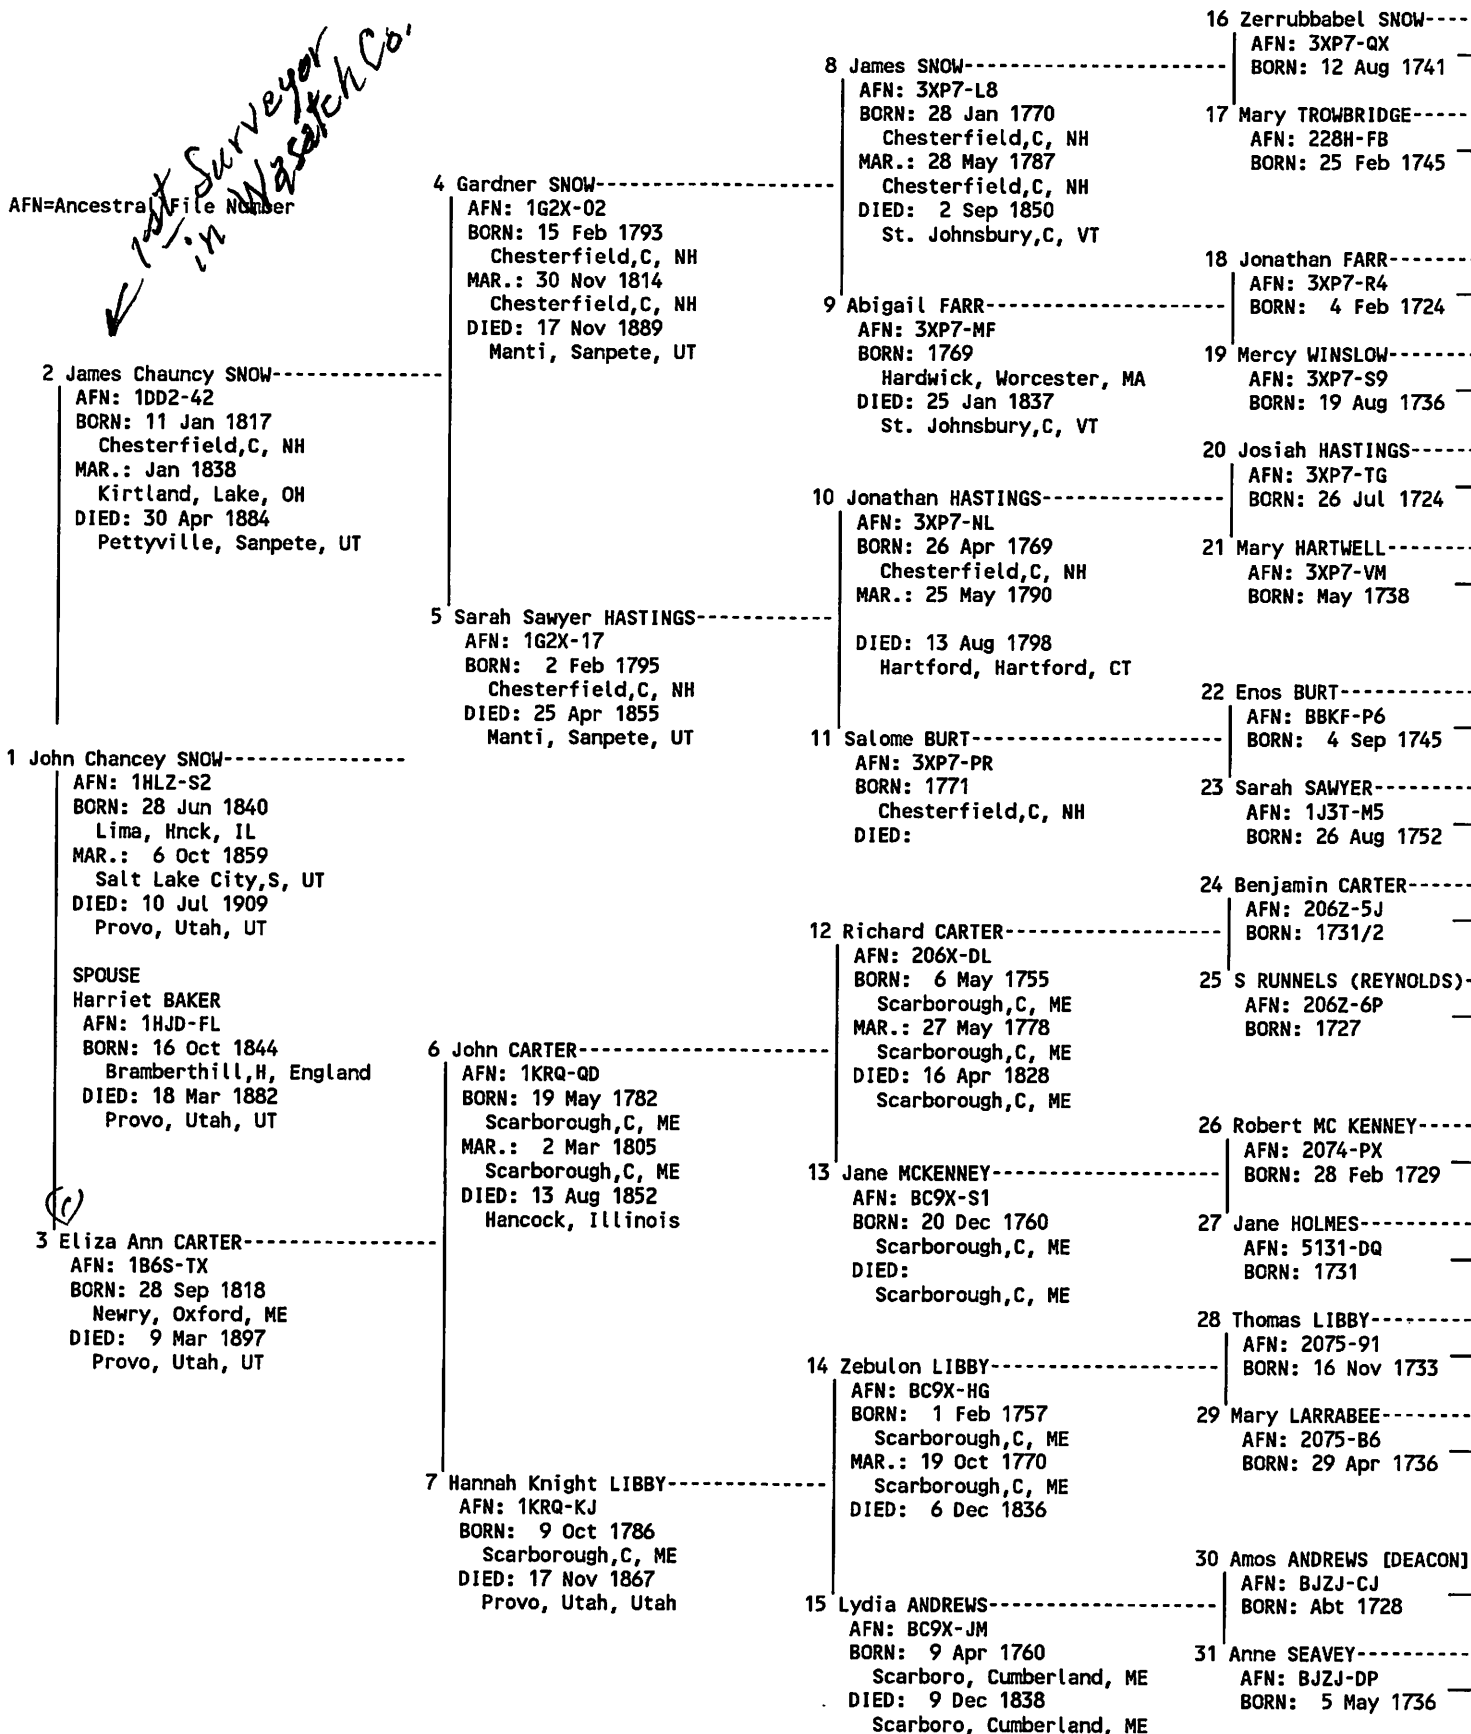 1st Surveyor
in Wasatch Co.
AFN=Ancestral File Number
1 John Chancey SNOW
AFN: 1HLZ-S2
BORN: 28 Jun 1840
Lima, Hnck, IL
MAR.: 6 Oct 1859
Salt Lake City,S, UT
DIED: 10 Jul 1909
Provo, Utah, UT
SPOUSE
Harriet BAKER
AFN: 1HJD-FL
BORN: 16 Oct 1844
Bramberthill,H, England
DIED: 18 Mar 1882
Provo, Utah, UT
2 James Chauncy SNOW
AFN: 1DD2-42
BORN: 11 Jan 1817
Chesterfield,C, NH
MAR.: Jan 1838
Kirtland, Lake, OH
DIED: 30 Apr 1884
Pettyville, Sanpete, UT
3 Eliza Ann CARTER
AFN: 1B6S-TX
BORN: 28 Sep 1818
Newry, Oxford, ME
DIED: 9 Mar 1897
Provo, Utah, UT
4 Gardner SNOW
AFN: 1G2X-02
BORN: 15 Feb 1793
Chesterfield,C, NH
MAR.: 30 Nov 1814
Chesterfield,C, NH
DIED: 17 Nov 1889
Manti, Sanpete, UT
5 Sarah Sawyer HASTINGS
AFN: 1G2X-17
BORN: 2 Feb 1795
Chesterfield,C, NH
DIED: 25 Apr 1855
Manti, Sanpete, UT
6 John CARTER
AFN: 1KRQ-QD
BORN: 19 May 1782
Scarborough,C, ME
MAR.: 2 Mar 1805
Scarborough,C, ME
DIED: 13 Aug 1852
Hancock, Illinois
7 Hannah Knight LIBBY
AFN: 1KRQ-KJ
BORN: 9 Oct 1786
Scarborough,C, ME
DIED: 17 Nov 1867
Provo, Utah, Utah
8 James SNOW
AFN: 3XP7-L8
BORN: 28 Jan 1770
Chesterfield,C, NH
MAR.: 28 May 1787
Chesterfield,C, NH
DIED: 2 Sep 1850
St. Johnsbury,C, VT
9 Abigail FARR
AFN: 3XP7-MF
BORN: 1769
Hardwick, Worcester, MA
DIED: 25 Jan 1837
St. Johnsbury,C, VT
10 Jonathan HASTINGS
AFN: 3XP7-NL
BORN: 26 Apr 1769
Chesterfield,C, NH
MAR.: 25 May 1790
DIED: 13 Aug 1798
Hartford, Hartford, CT
11 Salome BURT
AFN: 3XP7-PR
BORN: 1771
Chesterfield,C, NH
DIED:
12 Richard CARTER
AFN: 206X-DL
BORN: 6 May 1755
Scarborough,C, ME
MAR.: 27 May 1778
Scarborough,C, ME
DIED: 16 Apr 1828
Scarborough,C, ME
13 Jane MCKENNEY
AFN: BC9X-S1
BORN: 20 Dec 1760
Scarborough,C, ME
DIED:
Scarborough,C, ME
14 Zebulon LIBBY
AFN: BC9X-HG
BORN: 1 Feb 1757
Scarborough,C, ME
MAR.: 19 Oct 1770
Scarborough,C, ME
DIED: 6 Dec 1836
15 Lydia ANDREWS
AFN: BC9X-JM
BORN: 9 Apr 1760
Scarboro, Cumberland, ME
DIED: 9 Dec 1838
Scarboro, Cumberland, ME
16 Zerrubbabel SNOW
AFN: 3XP7-QX
BORN: 12 Aug 1741
17 Mary TROWBRIDGE
AFN: 228H-FB
BORN: 25 Feb 1745
18 Jonathan FARR
AFN: 3XP7-R4
BORN: 4 Feb 1724
19 Mercy WINSLOW
AFN: 3XP7-S9
BORN: 19 Aug 1736
20 Josiah HASTINGS
AFN: 3XP7-TG
BORN: 26 Jul 1724
21 Mary HARTWELL
AFN: 3XP7-VM
BORN: May 1738
22 Enos BURT
AFN: BBKF-P6
BORN: 4 Sep 1745
23 Sarah SAWYER
AFN: 1J3T-M5
BORN: 26 Aug 1752
24 Benjamin CARTER
AFN: 206Z-5J
BORN: 1731/2
25 S RUNNELS (REYNOLDS)
AFN: 206Z-6P
BORN: 1727
26 Robert MC KENNEY
AFN: 2074-PX
BORN: 28 Feb 1729
27 Jane HOLMES
AFN: 5131-DQ
BORN: 1731
28 Thomas LIBBY
AFN: 2075-91
BORN: 16 Nov 1733
29 Mary LARRABEE
AFN: 2075-B6
BORN: 29 Apr 1736
30 Amos ANDREWS [DEACON]
AFN: BJZJ-CJ
BORN: Abt 1728
31 Anne SEAVEY
AFN: BJZJ-DP
BORN: 5 May 1736